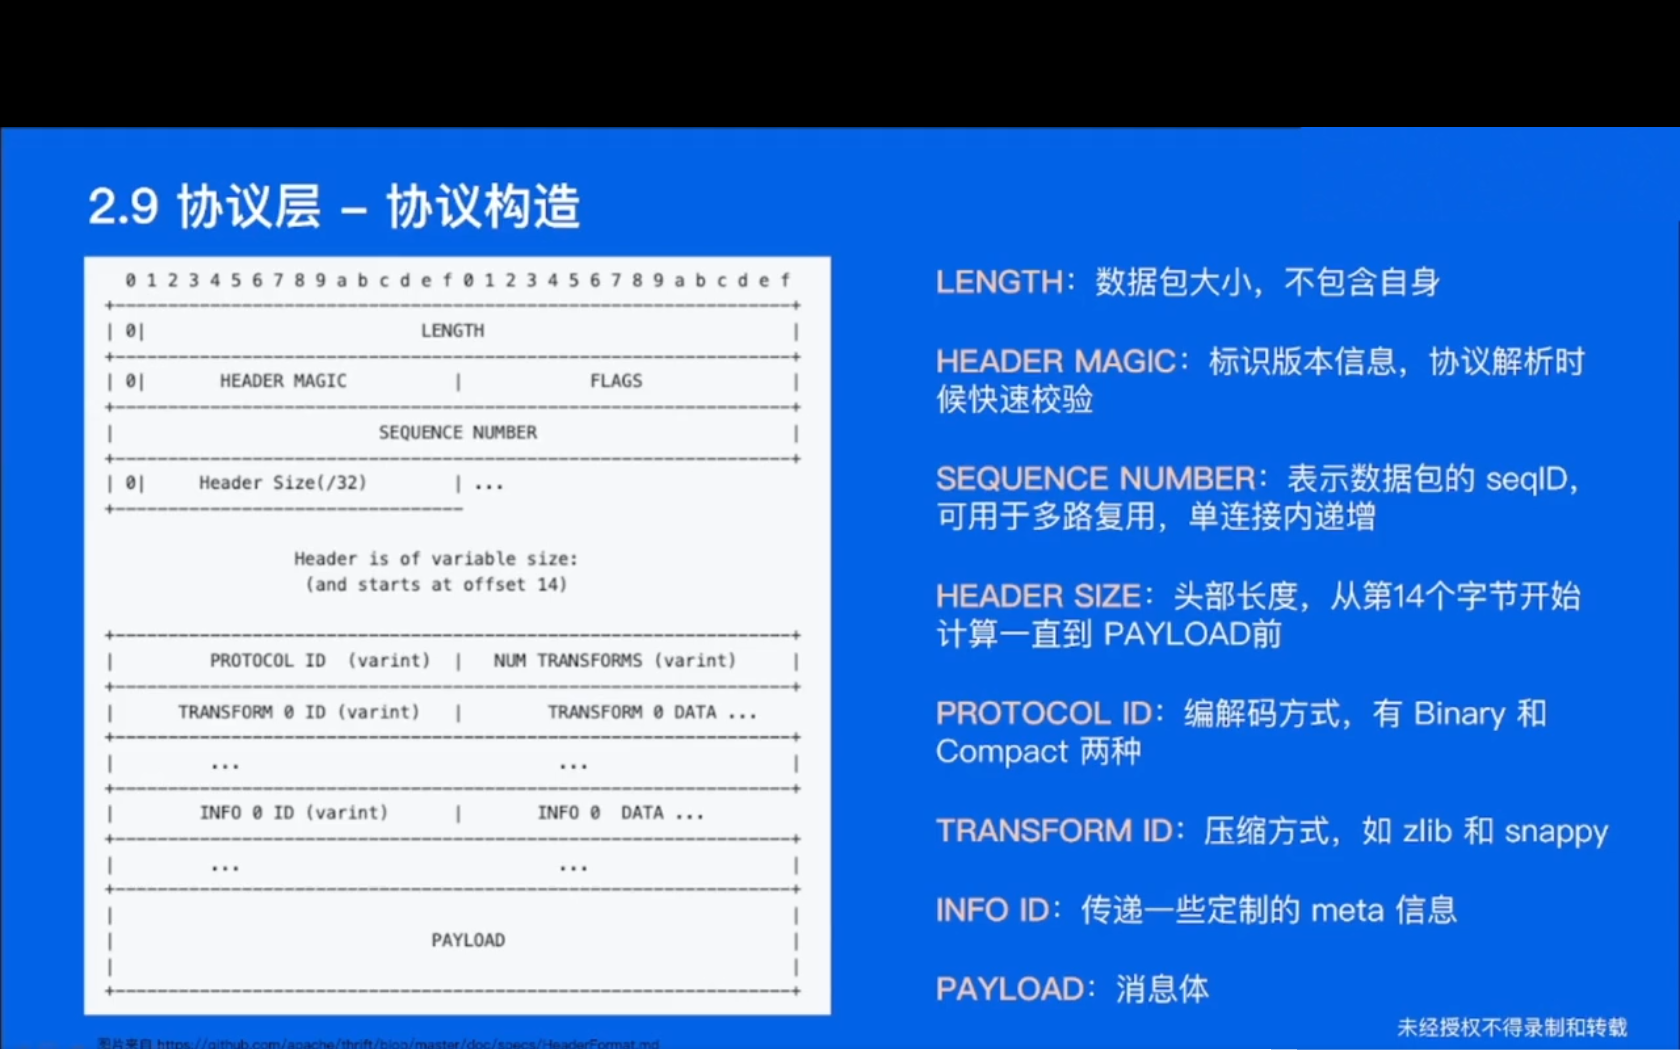 2.9 协议层 – 协议构造
0 1 2 3 4 5 6 7 8 9 a b c d e f 0 1 2 3 4 5 6 7 8 9 a b c d e f
| 0| LENGTH |
| 0| HEADER MAGIC | FLAGS |
| SEQUENCE NUMBER |
| 0| Header Size(/32) | ...
Header is of variable size:
(and starts at offset 14)
| PROTOCOL ID (varint) | NUM TRANSFORMS (varint) |
| TRANSFORM 0 ID (varint) | TRANSFORM 0 DATA ...
| ... ... |
| INFO 0 ID (varint) | INFO 0 DATA ...
| ... ... |
PAYLOAD
图片来自 https://github.com/apache/thrift/blob/master/doc/specs/HeaderFormat.md
LENGTH：数据包大小，不包含自身
HEADER MAGIC：标识版本信息，协议解析时
候快速校验
SEQUENCE NUMBER：表示数据包的 seqID，
可用于多路复用，单连接内递增
HEADER SIZE：头部长度，从第14个字节开始
计算一直到 PAYLOAD前
PROTOCOL ID：编解码方式，有 Binary 和
Compact 两种
TRANSFORM ID：压缩方式，如 zlib 和 snappy
INFO ID：传递一些定制的 meta 信息
PAYLOAD：消息体
未经授权不得录制和转载